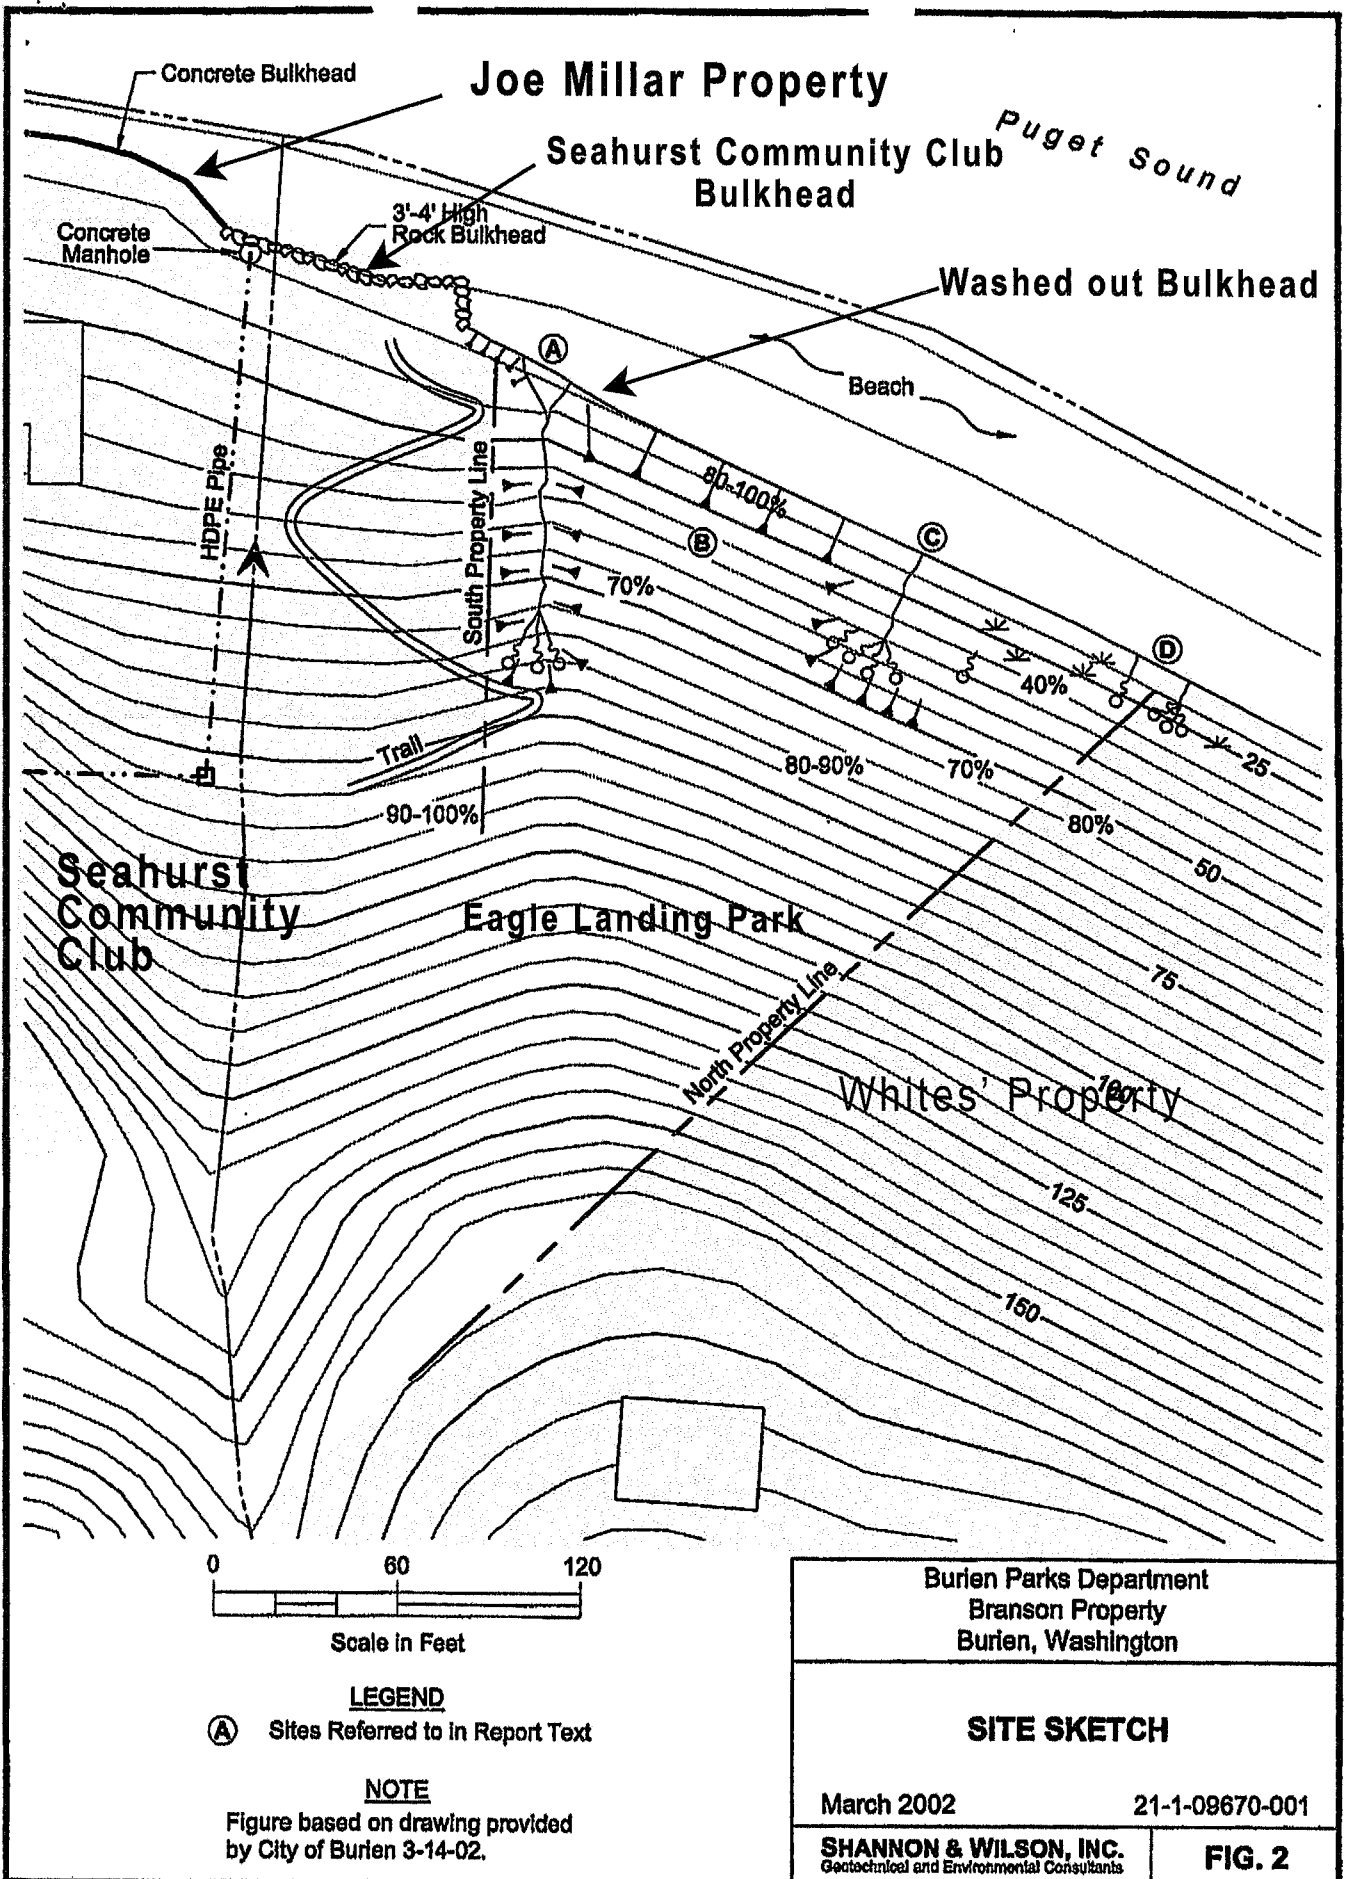 Concrete Bulkhead
Joe Millar Property
Puget Sound
Seahurst Community Club
Bulkhead
3'-4' High
Rock Bulkhead
Concrete
Manhole
Washed out Bulkhead
A
Beach
HDPE Pipe
South Property Line
80-100%
B
C
70%
D
40%
25
Trail
80-90%
70%
90-100%
80%
50
Seahurst
Community
Club
Eagle Landing Park
75
North Property Line
Whites' Property
100
125
150
0 60 120
Scale in Feet
LEGEND
A Sites Referred to in Report Text
NOTE
Figure based on drawing provided
by City of Burien 3-14-02.
Burien Parks Department
Branson Property
Burien, Washington
SITE SKETCH
March 2002 21-1-09670-001
SHANNON & WILSON, INC.
Geotechnical and Environmental Consultants
FIG. 2